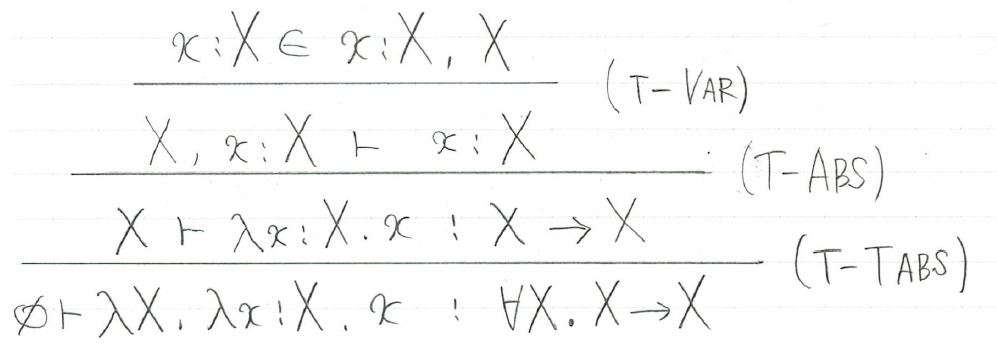 x:X ∈ x:X, X
(T-VAR)
X, x:X ⊢ x:X
(T-ABS)
X ⊢ λx:X. x : X → X
(T-TABS)
∅ ⊢ λX. λx:X. x : ∀X. X→X